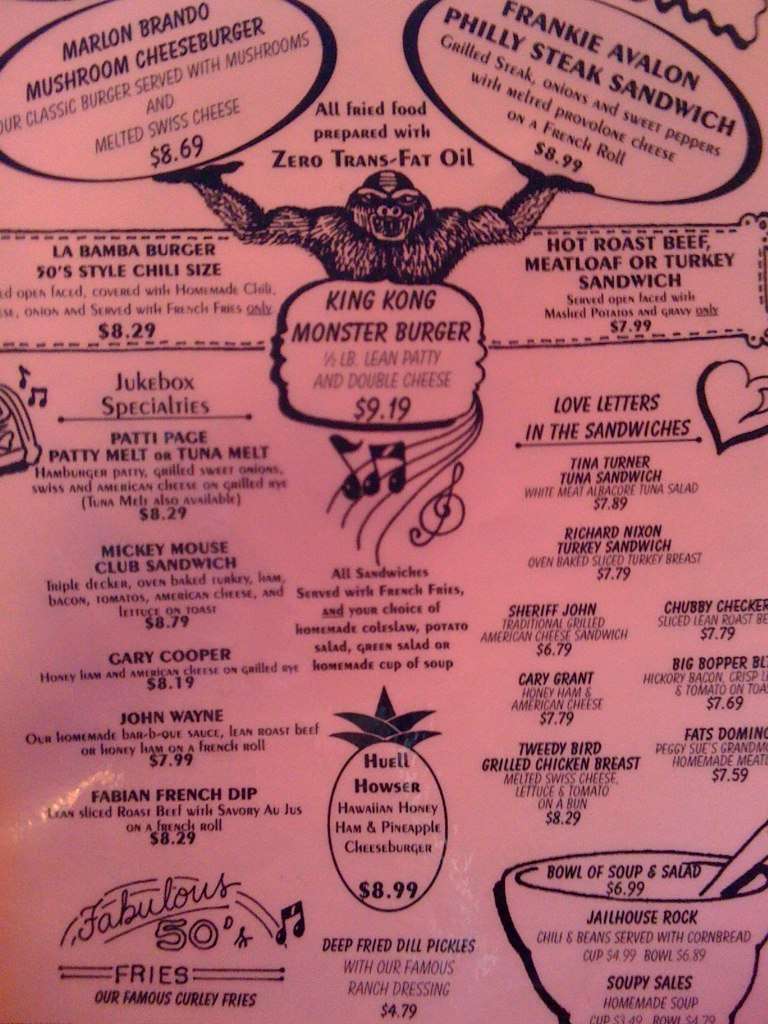 MARLON BRANDO
MUSHROOM CHEESEBURGER
OUR CLASSIC BURGER SERVED WITH MUSHROOMS
AND
MELTED SWISS CHEESE
$8.69
FRANKIE AVALON
PHILLY STEAK SANDWICH
Grilled Steak, onions and sweet peppers
with melted provolone cheese
on a French Roll
$8.99
All fried food
prepared with
Zero Trans-Fat Oil
LA BAMBA BURGER
50'S STYLE CHILI SIZE
open faced, covered with Homemade Chili,
onion and Served with French Fries only
$8.29
KING KONG
MONSTER BURGER
½ LB. LEAN PATTY
AND DOUBLE CHEESE
$9.19
HOT ROAST BEEF,
MEATLOAF OR TURKEY
SANDWICH
Served open faced with
Mashed Potatos and gravy only
$7.99
Jukebox
Specialties
PATTI PAGE
PATTY MELT or TUNA MELT
Hamburger patty, grilled sweet onions,
swiss and american cheese on grilled rye
(Tuna Melt also available)
$8.29
MICKEY MOUSE
CLUB SANDWICH
Triple decker, oven baked turkey, ham,
bacon, tomatos, american cheese, and
lettuce on toast
$8.79
GARY COOPER
Honey ham and american cheese on grilled rye
$8.19
JOHN WAYNE
Our homemade bar-b-que sauce, lean roast beef
or honey ham on a french roll
$7.99
FABIAN FRENCH DIP
Lean sliced Roast Beef with Savory Au Jus
on a french roll
$8.29
Fabulous
50's
FRIES
OUR FAMOUS CURLEY FRIES
All Sandwiches
Served with French Fries,
and your choice of
homemade coleslaw, potato
salad, green salad or
homemade cup of soup
Huell
Howser
Hawaiian Honey
Ham & Pineapple
Cheeseburger
$8.99
DEEP FRIED DILL PICKLES
WITH OUR FAMOUS
RANCH DRESSING
$4.79
LOVE LETTERS
IN THE SANDWICHES
TINA TURNER
TUNA SANDWICH
WHITE MEAT ALBACORE TUNA SALAD
$7.89
RICHARD NIXON
TURKEY SANDWICH
OVEN BAKED SLICED TURKEY BREAST
$7.79
SHERIFF JOHN
TRADITIONAL GRILLED
AMERICAN CHEESE SANDWICH
$6.79
CARY GRANT
HONEY HAM &
AMERICAN CHEESE
$7.79
TWEEDY BIRD
GRILLED CHICKEN BREAST
MELTED SWISS CHEESE,
LETTUCE & TOMATO
ON A BUN
$8.29
CHUBBY CHECKER
SLICED LEAN ROAST
$7.79
BIG BOPPER
HICKORY BACON, CRISP
& TOMATO ON
$7.69
FATS DOMINO
PEGGY SUE'S
HOMEMADE
$7.59
BOWL OF SOUP & SALAD
$6.99
JAILHOUSE ROCK
CHILI & BEANS SERVED WITH CORNBREAD
CUP $4.99 BOWL $6.89
SOUPY SALES
HOMEMADE SOUP
CUP $3.49 BOWL $4.79